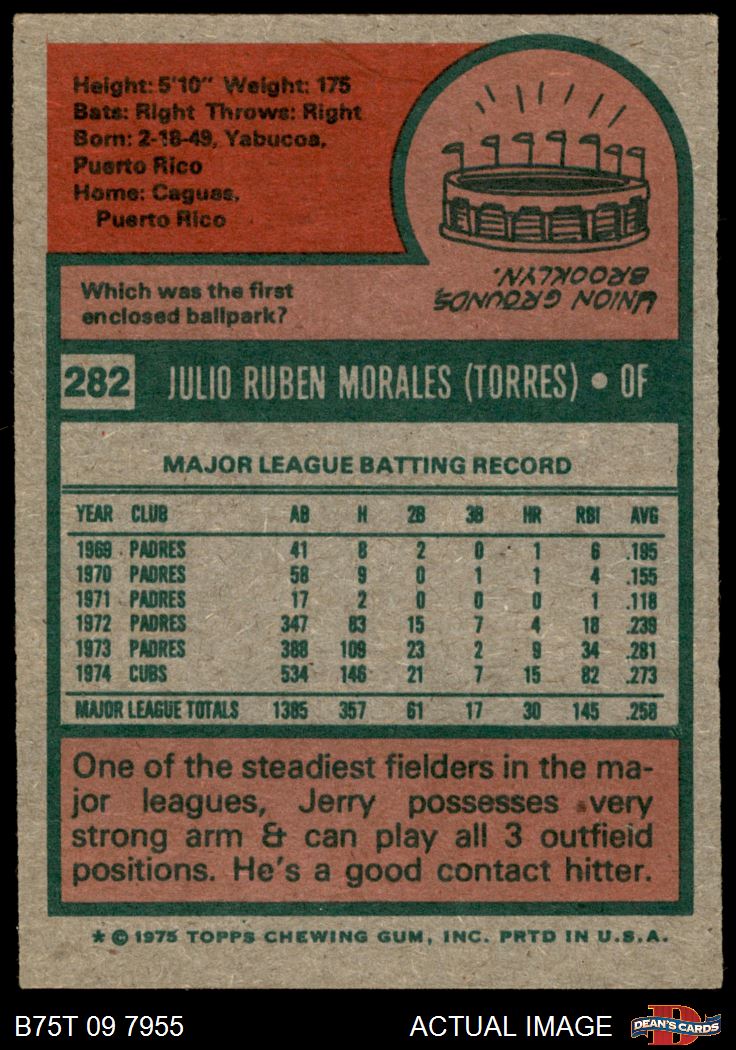 Height: 5'10" Weight: 175
Bats: Right Throws: Right
Born: 2-18-49, Yabucoa,
Puerto Rico
Home: Caguas,
Puerto Rico
Which was the first
enclosed ballpark?
UNION GROUNDS,
BROOKLYN.
282 JULIO RUBEN MORALES (TORRES) • OF
MAJOR LEAGUE BATTING RECORD
YEAR CLUB AB H 2B 3B HR RBI AVG
1969 PADRES 41 8 2 0 1 6 .195
1970 PADRES 58 9 0 1 1 4 .155
1971 PADRES 17 2 0 0 0 1 .118
1972 PADRES 347 83 15 7 4 18 .239
1973 PADRES 388 109 23 2 9 34 .281
1974 CUBS 534 146 21 7 15 82 .273
MAJOR LEAGUE TOTALS 1385 357 61 17 30 145 .258
One of the steadiest fielders in the ma-
jor leagues, Jerry possesses very
strong arm & can play all 3 outfield
positions. He's a good contact hitter.
* © 1975 TOPPS CHEWING GUM, INC. PRTD IN U.S.A.
B75T 09 7955 ACTUAL IMAGE DEAN'S CARDS